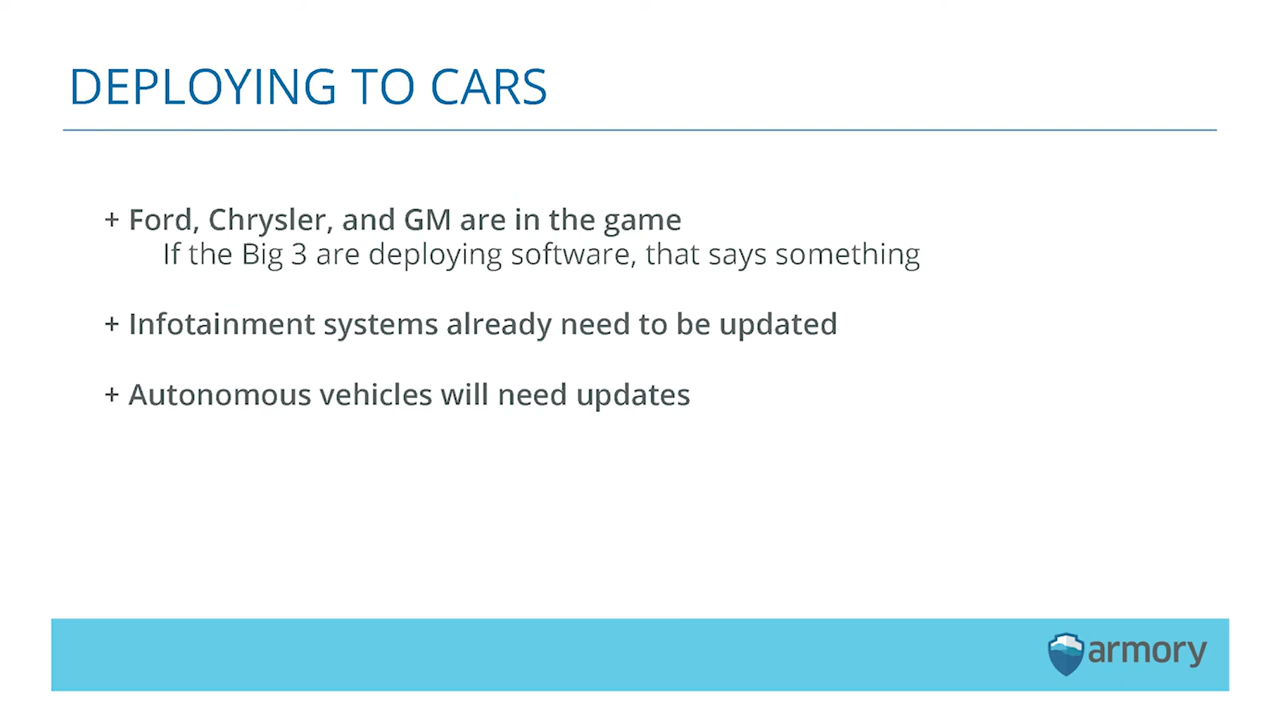 DEPLOYING TO CARS
+ Ford, Chrysler, and GM are in the game
If the Big 3 are deploying software, that says something
+ Infotainment systems already need to be updated
+ Autonomous vehicles will need updates
armory